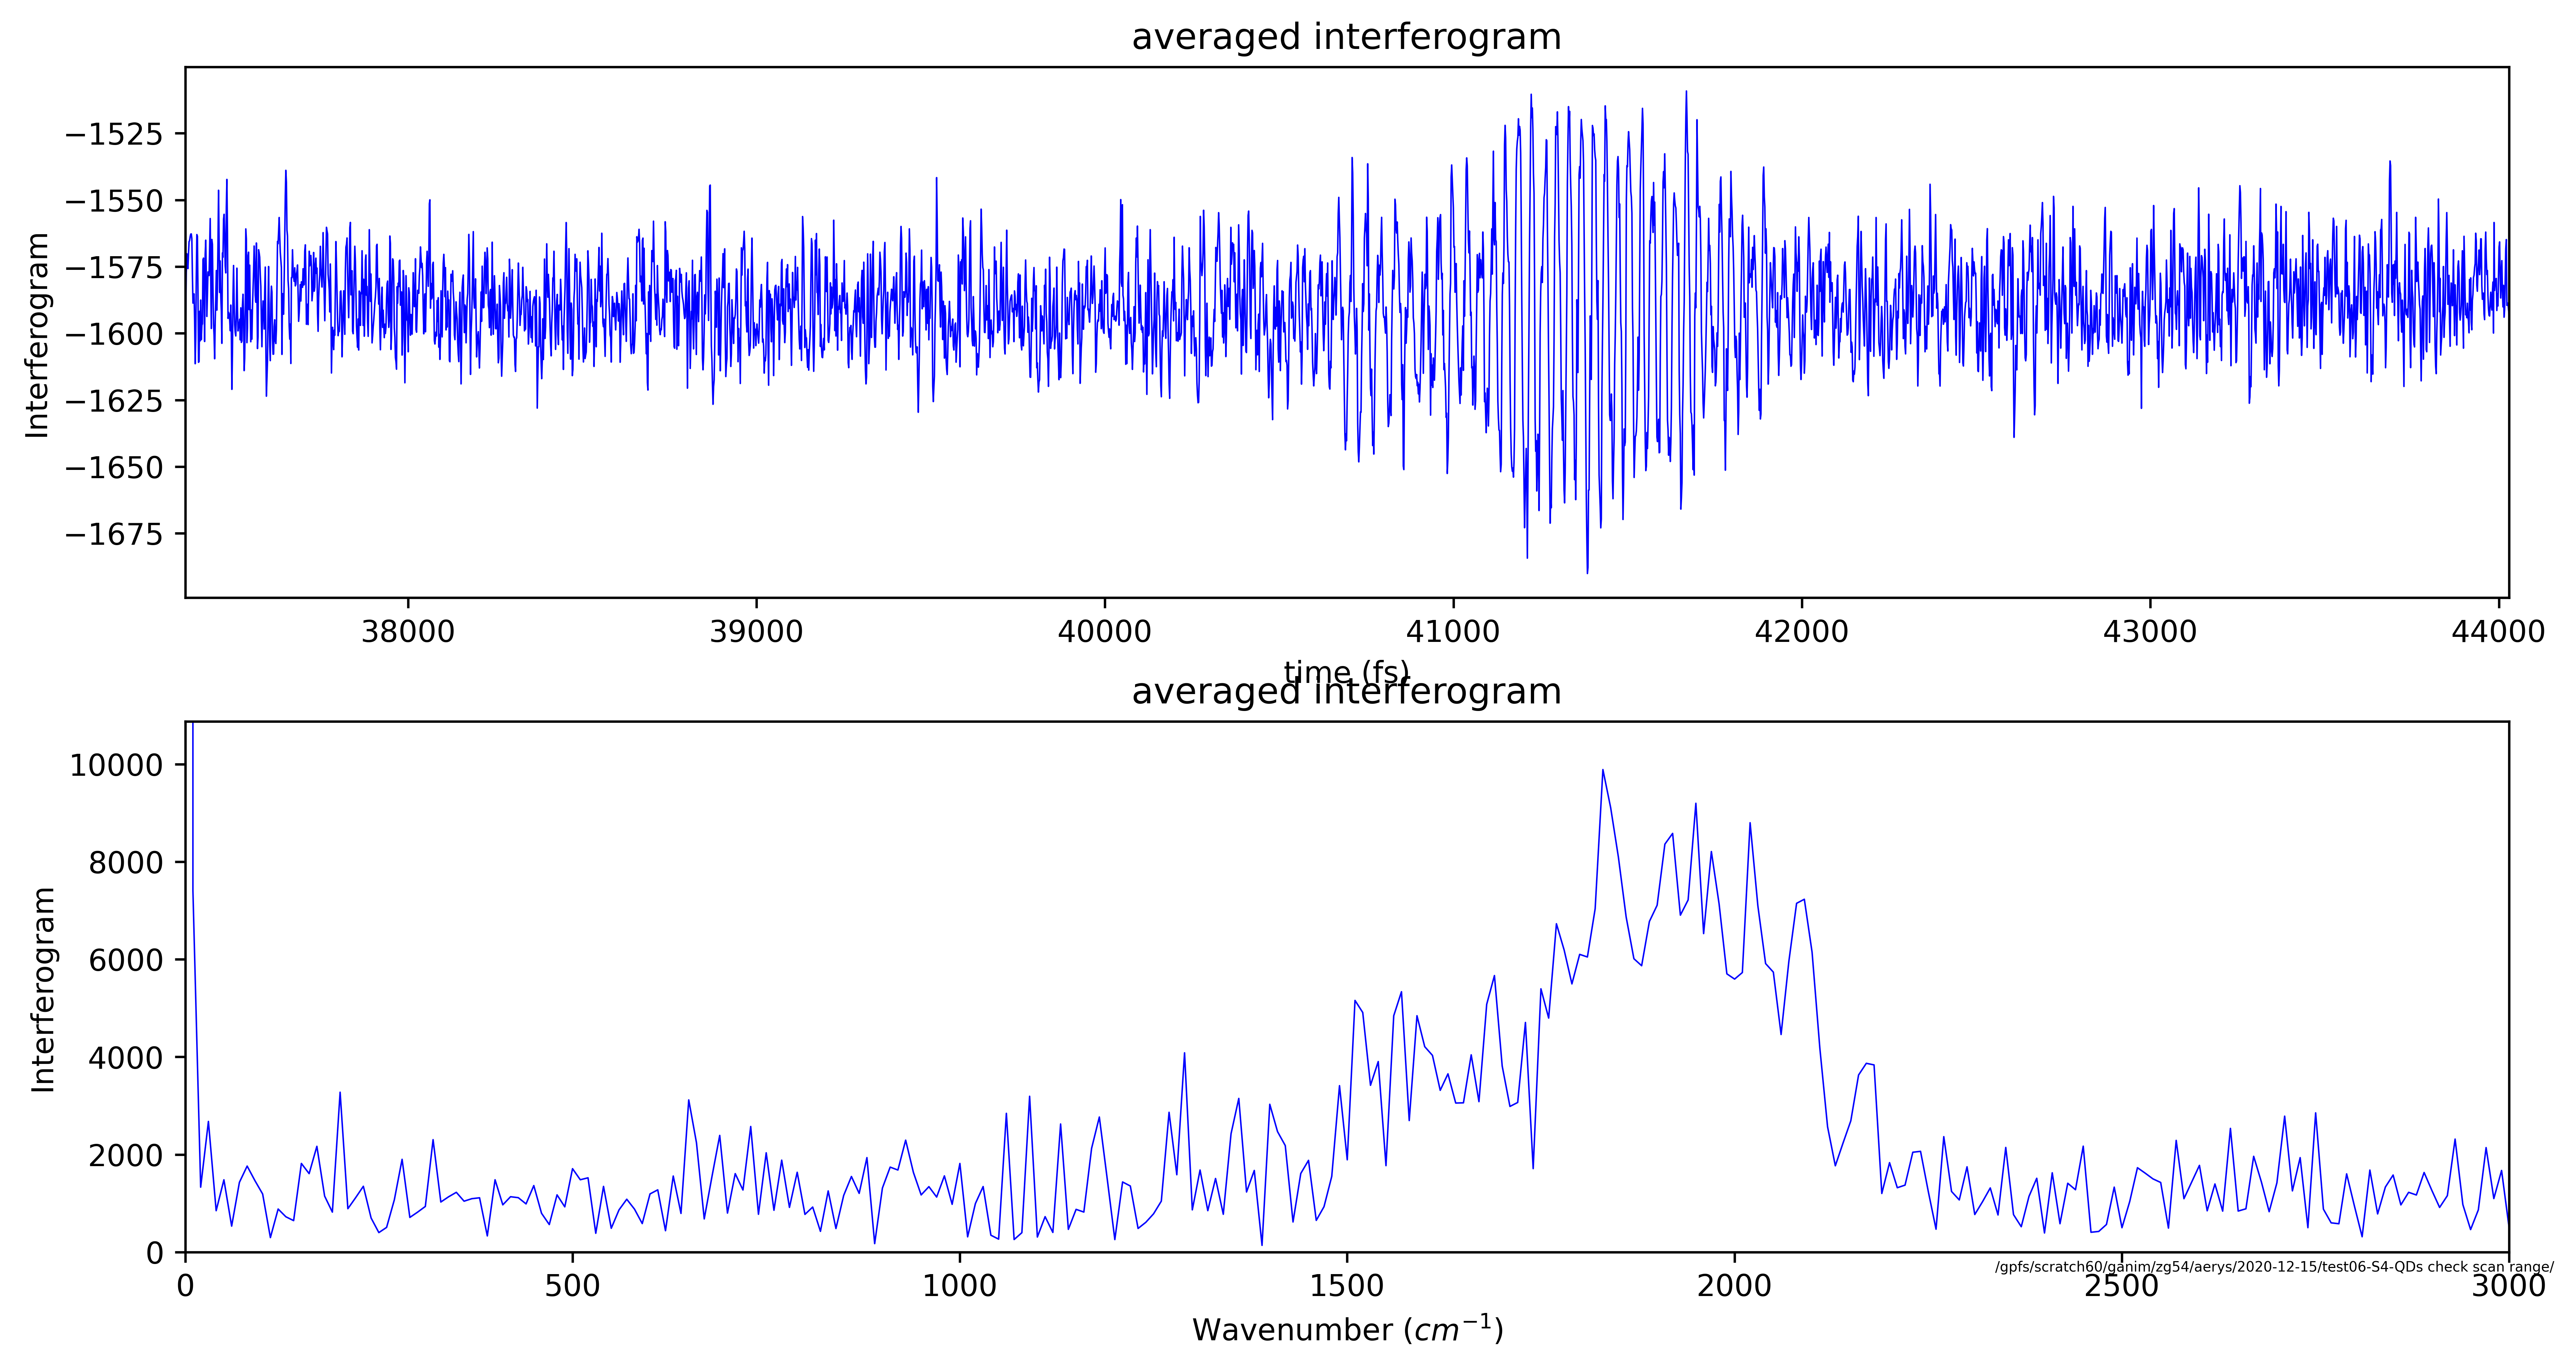 averaged interferogram
Interferogram
−1525
−1550
−1575
−1600
−1625
−1650
−1675
38000 39000 40000 41000 42000 43000 44000
time (fs)
averaged interferogram
Interferogram
10000
8000
6000
4000
2000
0
/gpfs/scratch60/ganim/zg54/aerys/2020-12-15/test06-S4-QDs check scan range/
0 500 1000 1500 2000 2500 3000
Wavenumber (cm⁻¹)